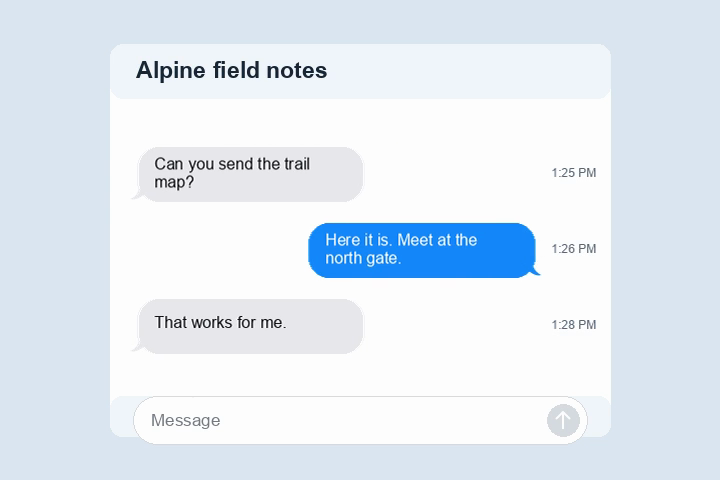 Alpine field notes
Can you send the trail
map?
1:25 PM
Here it is. Meet at the
north gate.
1:26 PM
That works for me.
1:28 PM
Message